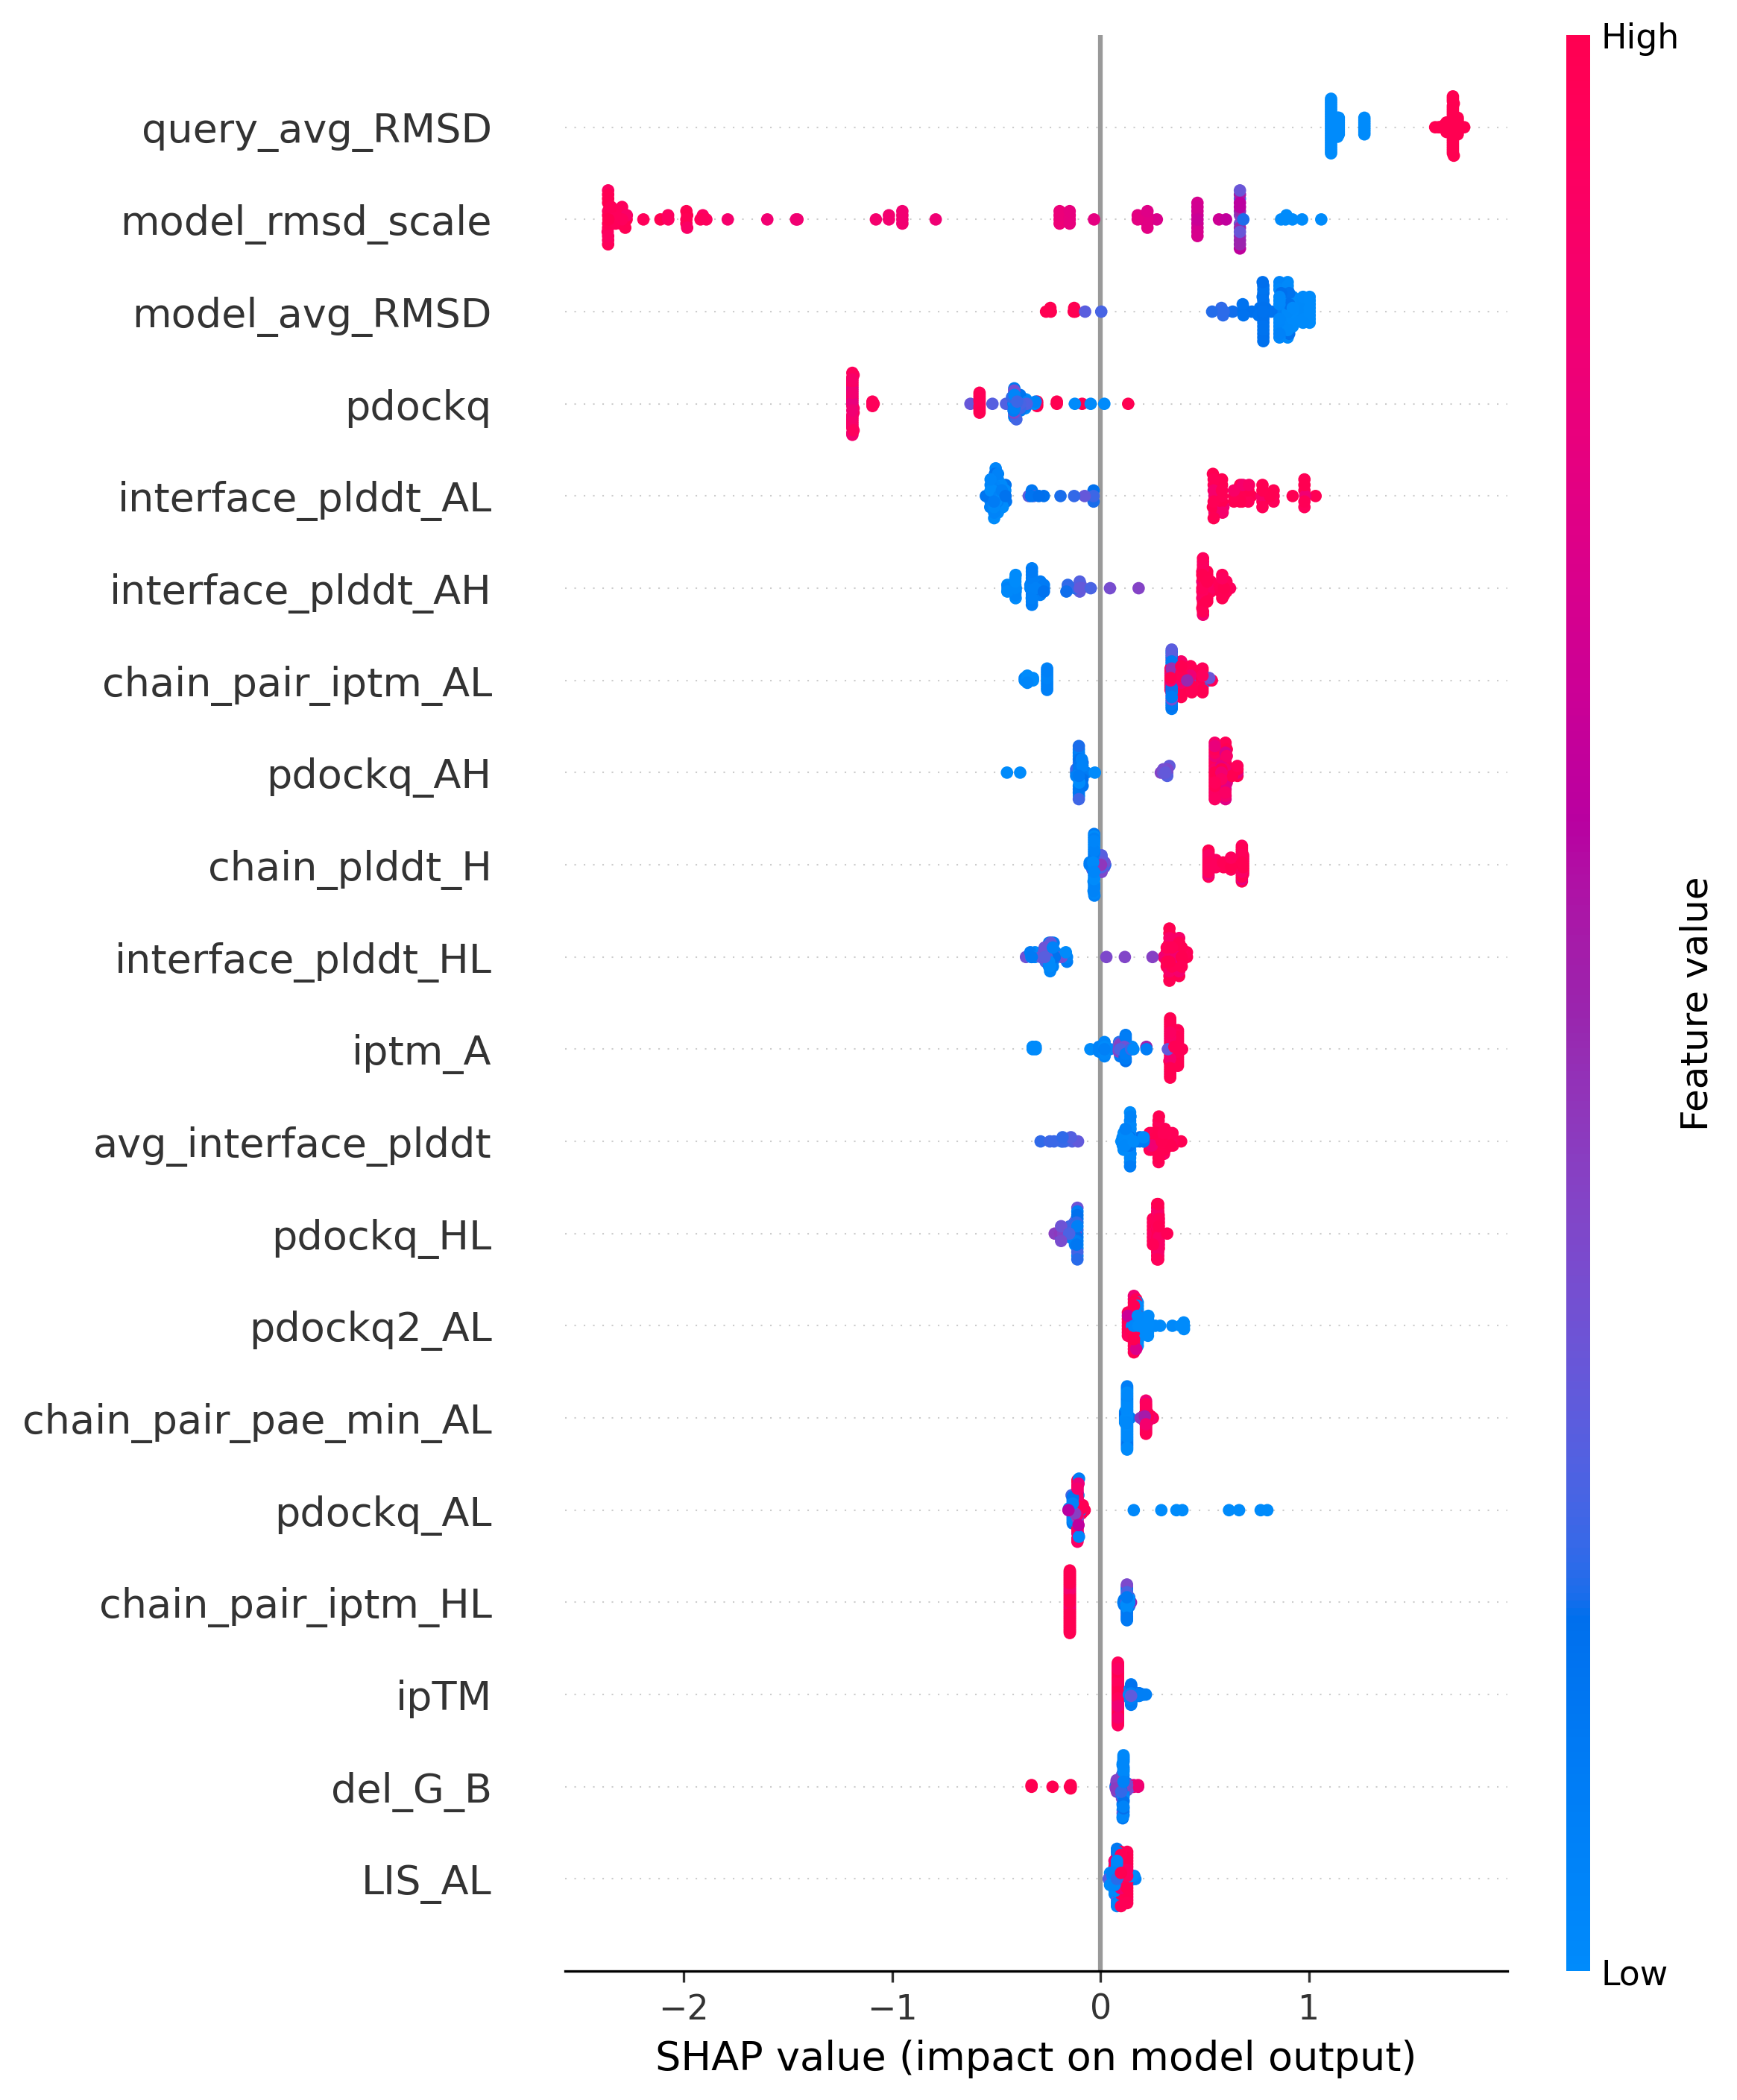 High
query_avg_RMSD
model_rmsd_scale
model_avg_RMSD
pdockq
interface_plddt_AL
interface_plddt_AH
chain_pair_iptm_AL
pdockq_AH
chain_plddt_H
interface_plddt_HL
iptm_A
avg_interface_plddt
pdockq_HL
pdockq2_AL
chain_pair_pae_min_AL
pdockq_AL
chain_pair_iptm_HL
ipTM
del_G_B
LIS_AL
Feature value
Low
−2 −1 0 1
SHAP value (impact on model output)